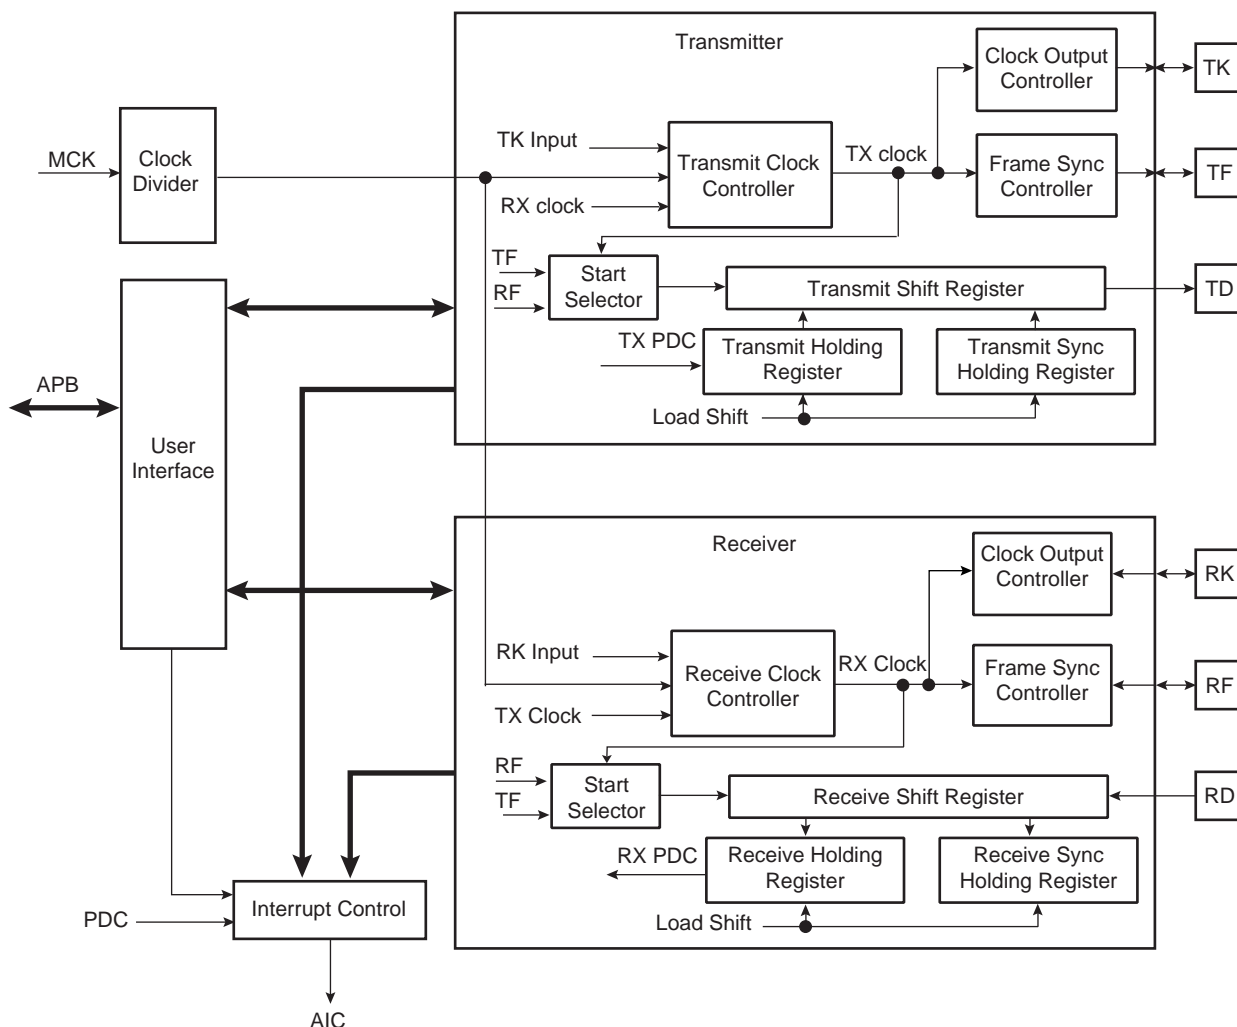 Transmitter
Clock Output
Controller
TK
MCK
Clock
Divider
TK Input
Transmit Clock
Controller
TX clock
Frame Sync
Controller
TF
RX clock
TF
RF
Start
Selector
Transmit Shift Register
TD
TX PDC
Transmit Holding
Register
Transmit Sync
Holding Register
Load Shift
APB
User
Interface
Receiver
Clock Output
Controller
RK
RK Input
Receive Clock
Controller
RX Clock
Frame Sync
Controller
RF
TX Clock
RF
TF
Start
Selector
Receive Shift Register
RD
RX PDC
Receive Holding
Register
Receive Sync
Holding Register
Load Shift
PDC
Interrupt Control
AIC